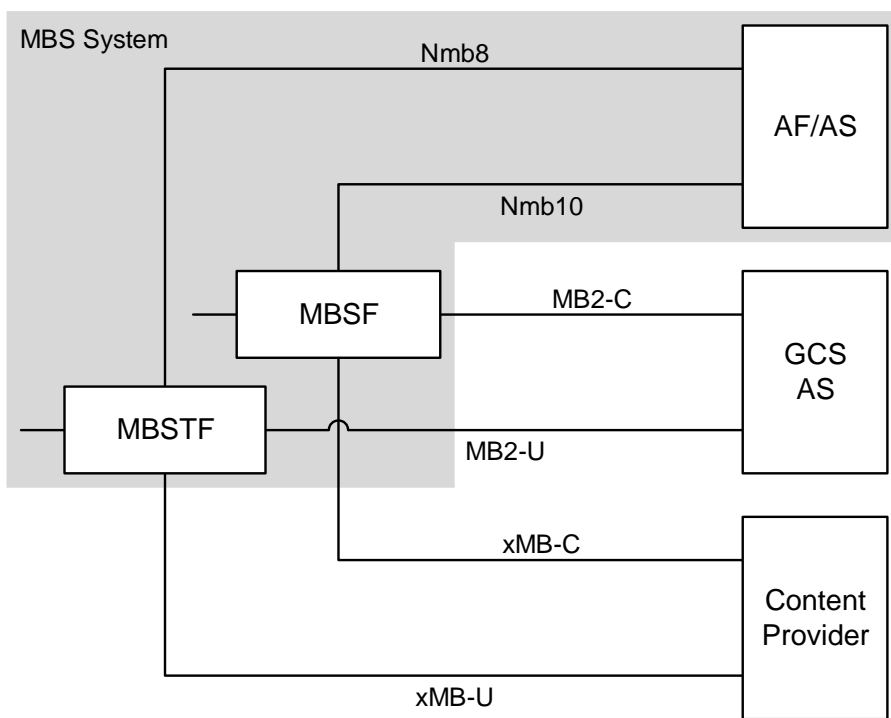 MBS System
Nmb8
AF/AS
Nmb10
MBSF
MB2-C
GCS
AS
MBSTF
MB2-U
xMB-C
Content
Provider
xMB-U